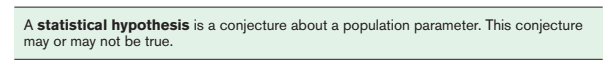 A statistical hypothesis is a conjecture about a population parameter. This conjecture
may or may not be true.